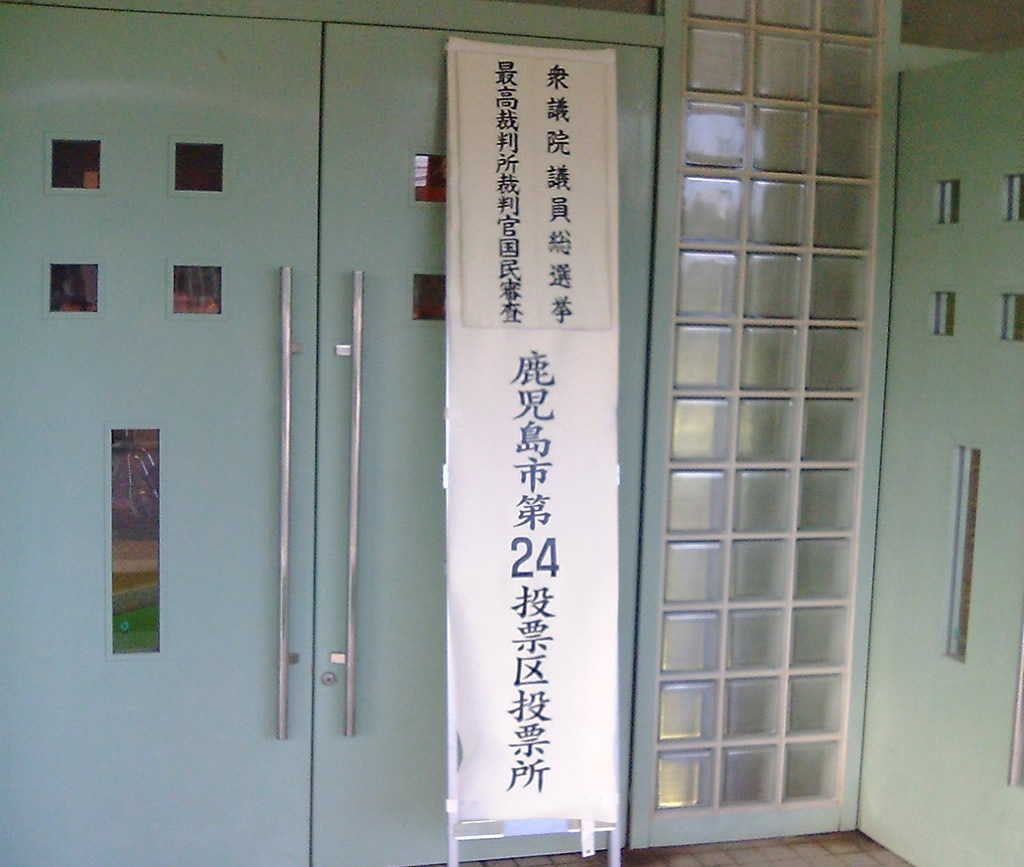 衆議院議員総選挙
最高裁判所裁判官国民審査
鹿児島市第24投票区投票所